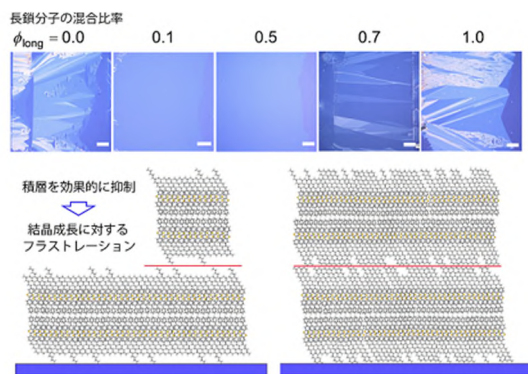 長鎖分子の混合比率
ϕlong = 0.0 0.1 0.5 0.7 1.0
積層を効果的に抑制
結晶成長に対する
フラストレーション